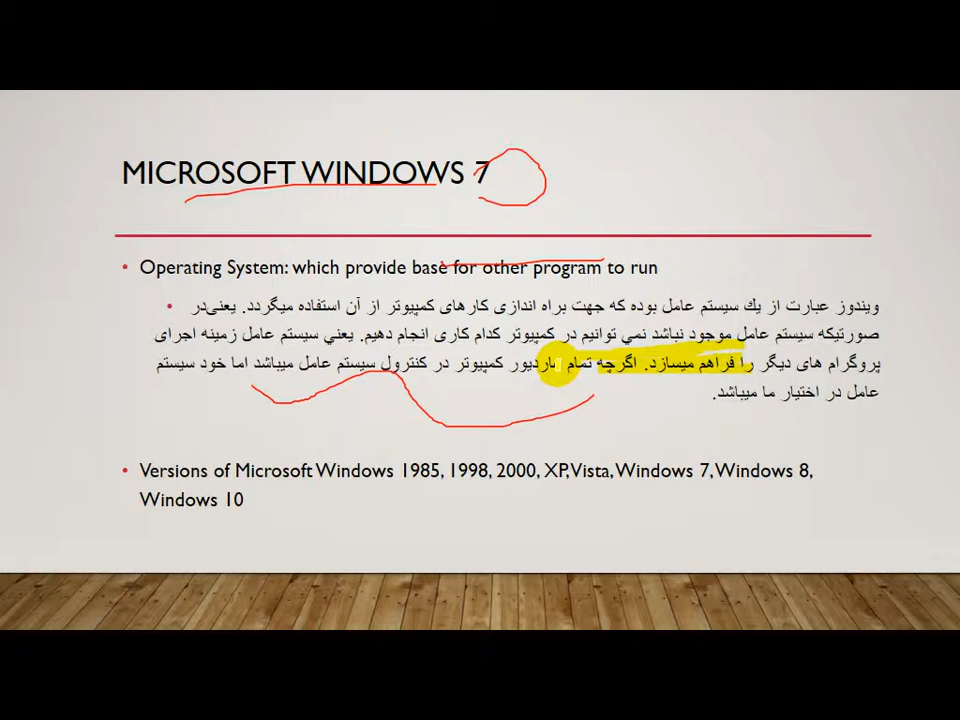 MICROSOFT WINDOWS 7
• Operating System: which provide base for other program to run
• ویندوز عبارت از یك سیستم عامل بوده که جهت براه اندازی کارهای کمپیوتر از آن استفاده میگردد. یعنی‌در
صورتیکه سیستم عامل موجود نباشد نمي توانیم در کمپیوتر کدام کاری انجام دهیم. یعني سیستم عامل زمینه اجرای
پروگرام های دیگر را فراهم میسازد. اگرچه تمام هاردیور کمپیوتر در کنترول سیستم عامل میباشد اما خود سیستم
عامل در اختیار ما میباشد.
• Versions of Microsoft Windows 1985, 1998, 2000, XP, Vista, Windows 7, Windows 8,
Windows 10